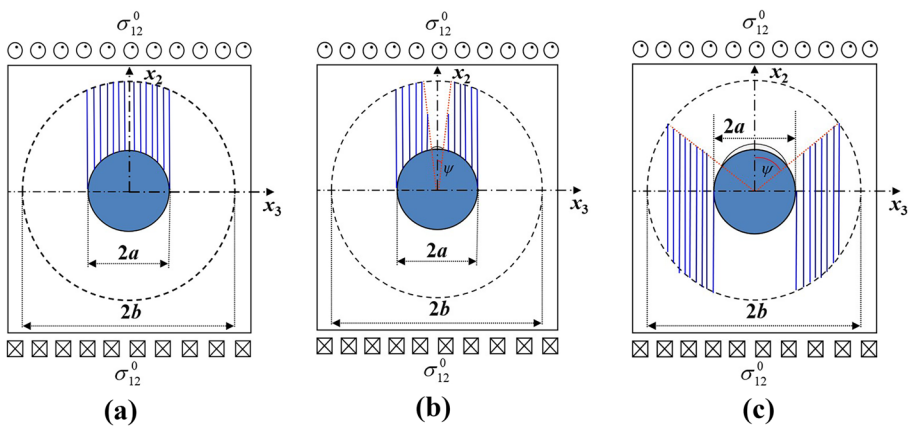 σ⁰₁₂ σ⁰₁₂ σ⁰₁₂
x₂ x₂ x₂
2a
ψ ψ
x₃ x₃ x₃
2a 2a
2b 2b 2b
σ⁰₁₂ σ⁰₁₂ σ⁰₁₂
(a) (b) (c)